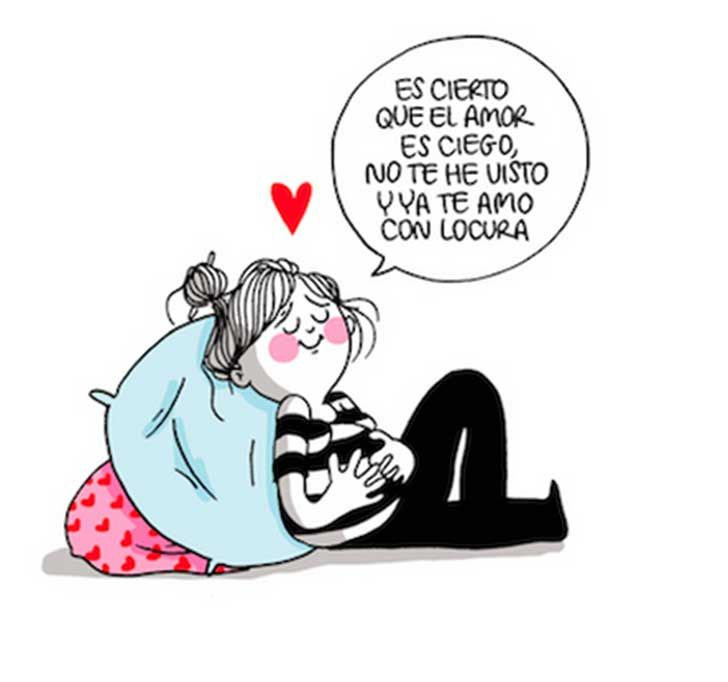 ES CIERTO
QUE EL AMOR
ES CIEGO,
NO TE HE VISTO
Y YA TE AMO
CON LOCURA